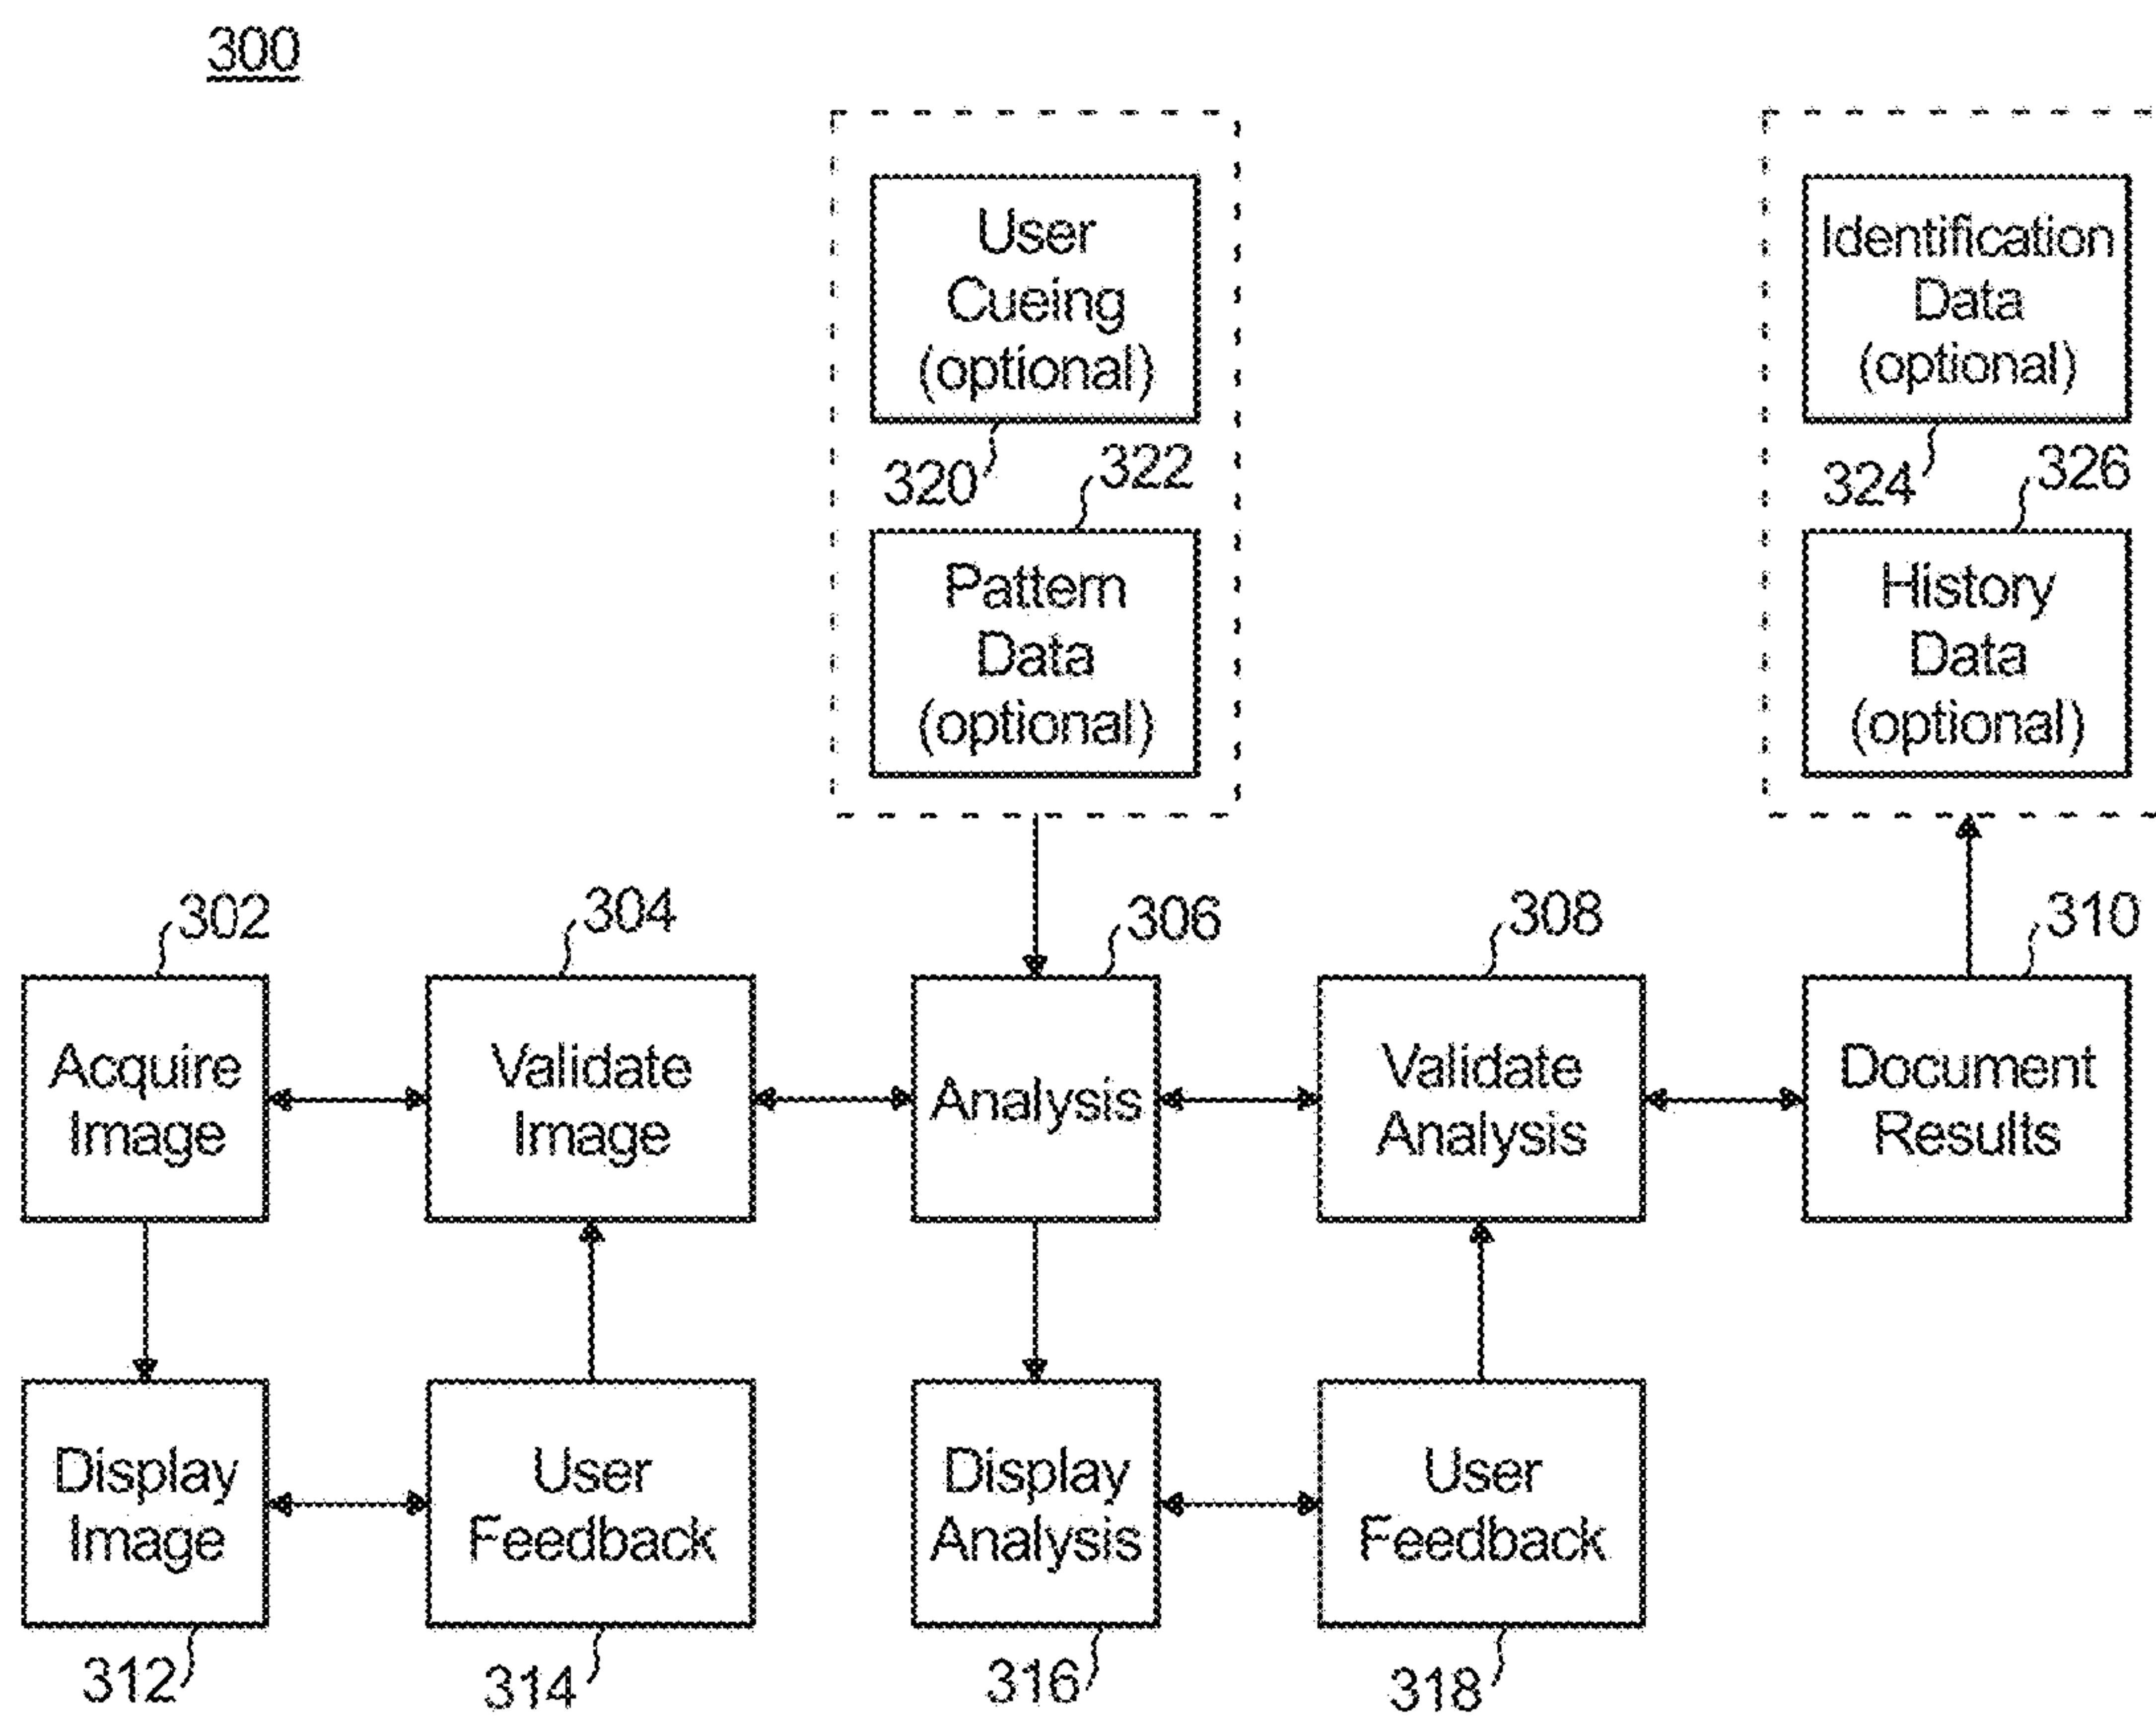 300
User
Cueing
(optional)
320
322
Pattern
Data
(optional)
Identification
Data
(optional)
324
326
History
Data
(optional)
302
304
306
308
310
Acquire
Image
Validate
Image
Analysis
Validate
Analysis
Document
Results
Display
Image
User
Feedback
Display
Analysis
User
Feedback
312
314
316
318